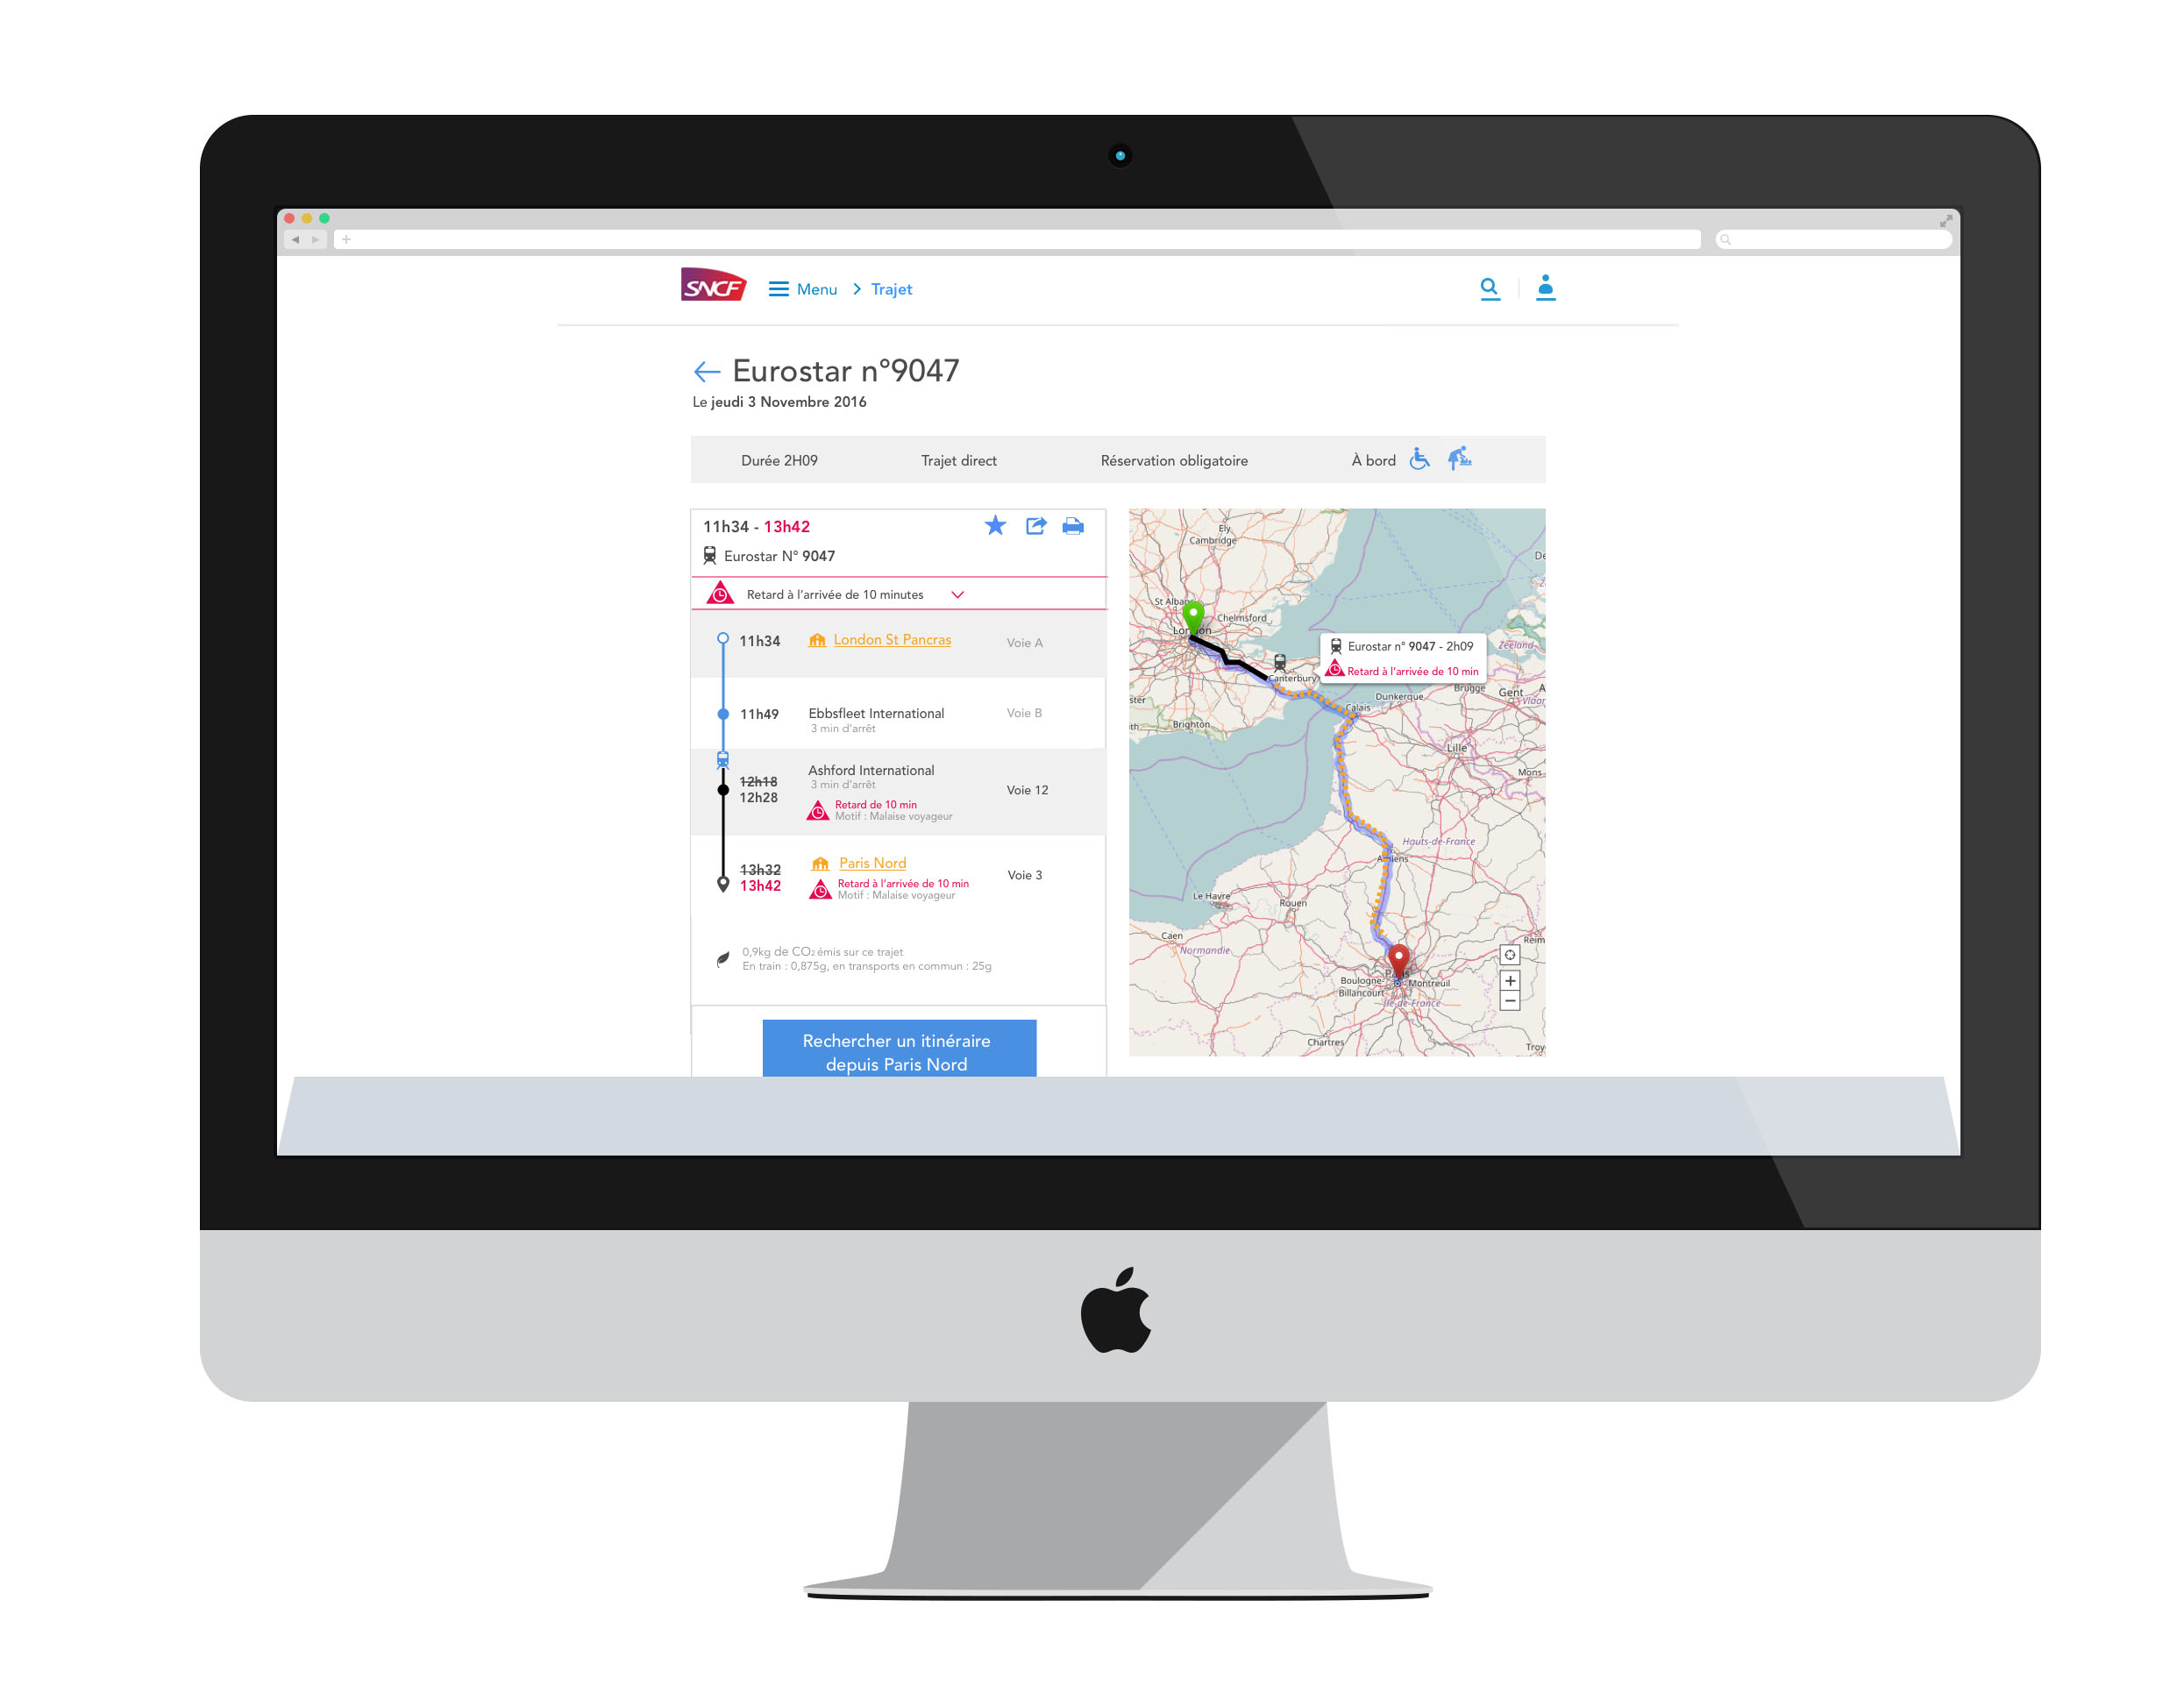 SNCF Menu > Trajet
Eurostar n°9047
Le jeudi 3 Novembre 2016
Durée 2H09 Trajet direct Réservation obligatoire À bord
11h34 - 13h42
Eurostar N° 9047
Retard à l'arrivée de 10 minutes
11h34 London St Pancras Voie A
11h49 Ebbsfleet International Voie B
3 min d'arrêt
12h18 Ashford International
3 min d'arrêt
12h28 Voie 12
Retard de 10 min
Motif : Malaise voyageur
13h32 Paris Nord Voie 3
13h42 Retard à l'arrivée de 10 min
Motif : Malaise voyageur
0,9kg de CO2 émis sur ce trajet
En train : 0,875g, en transports en commun : 25g
Rechercher un itinéraire
depuis Paris Nord
Ely
Cambridge
St Alban
Chelmsford
London
Eurostar n° 9047 - 2h09
Retard à l'arrivée de 10 min
Zeeland
Canterbury
Brugge
Gent
Vlaan
Dunkerque
ster
Calais
th
Brighton
Lille
Mons
Hauts-de-France
Amiens
Le Havre
Rouen
Caen
Normandie
Reim
Paris
Boulogne-
Billancourt
Montreuil
Île-de-France
Chartres
Troy